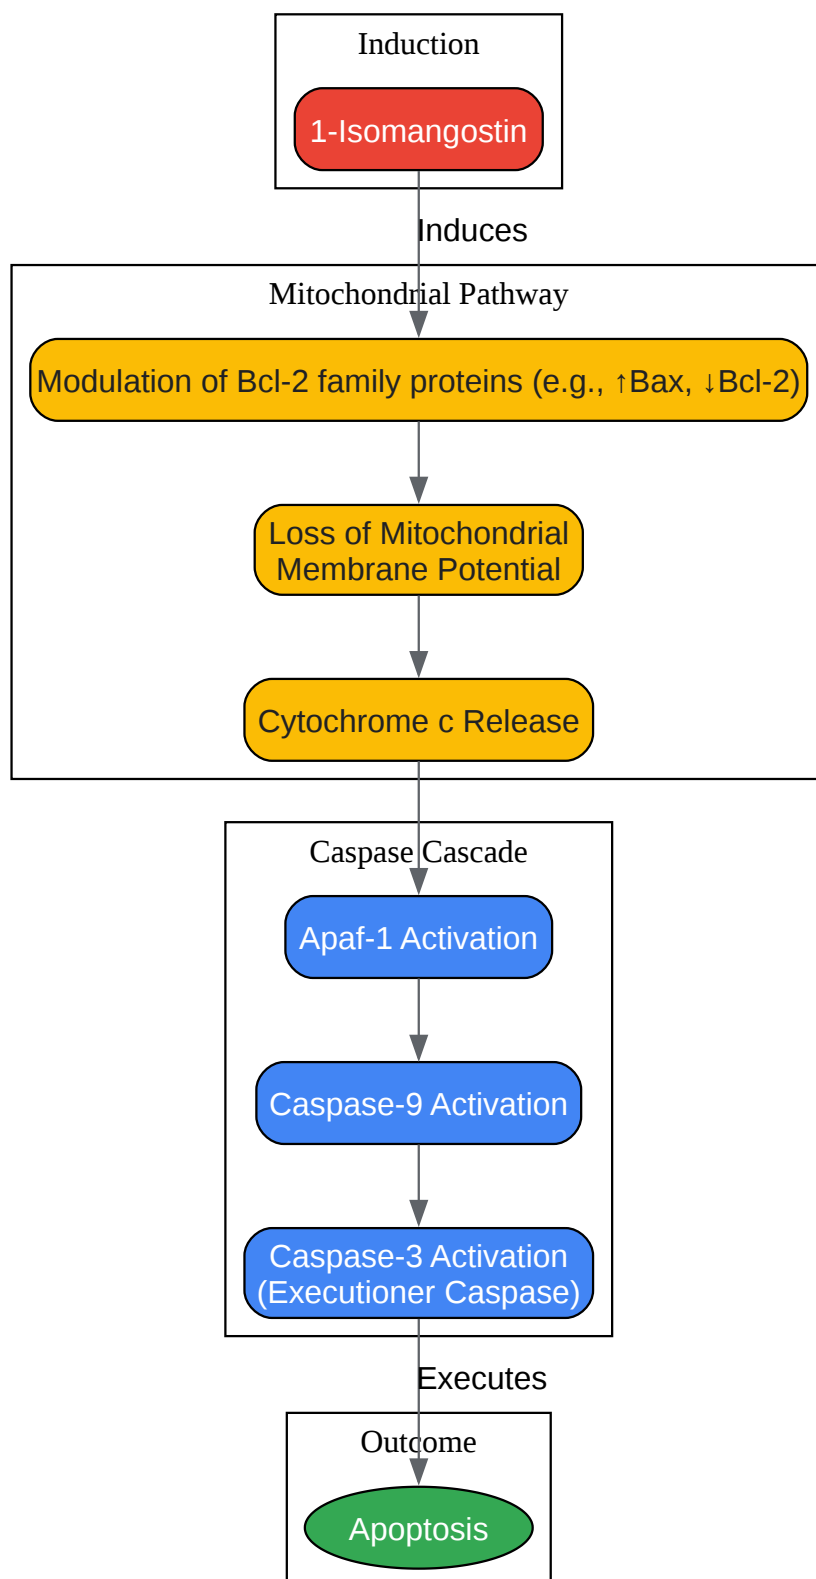 Induction
1-Isomangostin
Induces
Mitochondrial Pathway
Modulation of Bcl-2 family proteins (e.g., ↑Bax, ↓Bcl-2)
Loss of Mitochondrial
Membrane Potential
Cytochrome c Release
Caspase Cascade
Apaf-1 Activation
Caspase-9 Activation
Caspase-3 Activation
(Executioner Caspase)
Executes
Outcome
Apoptosis